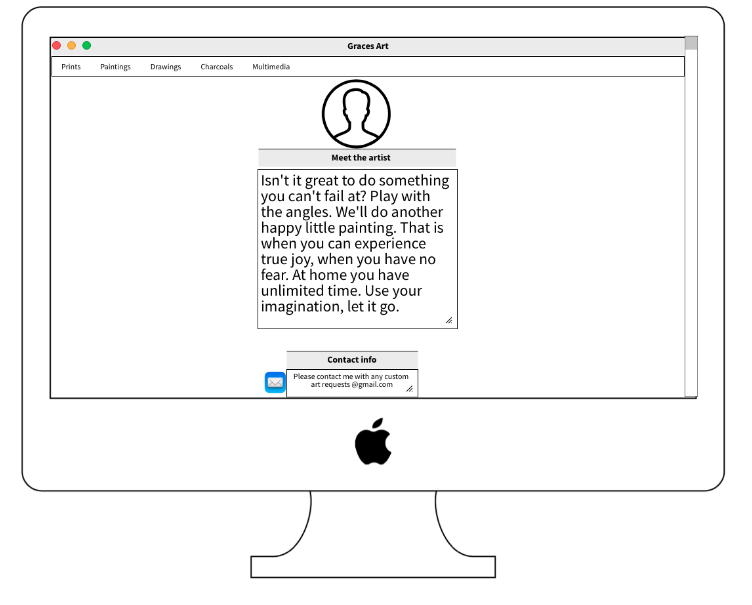 Graces Art
Prints Paintings Drawings Charcoals Multimedia
Meet the artist
Isn't it great to do something
you can't fail at? Play with
the angles. We'll do another
happy little painting. That is
when you can experience
true joy, when you have no
fear. At home you have
unlimited time. Use your
imagination, let it go.
Contact info
Please contact me with any custom
art requests @gmail.com